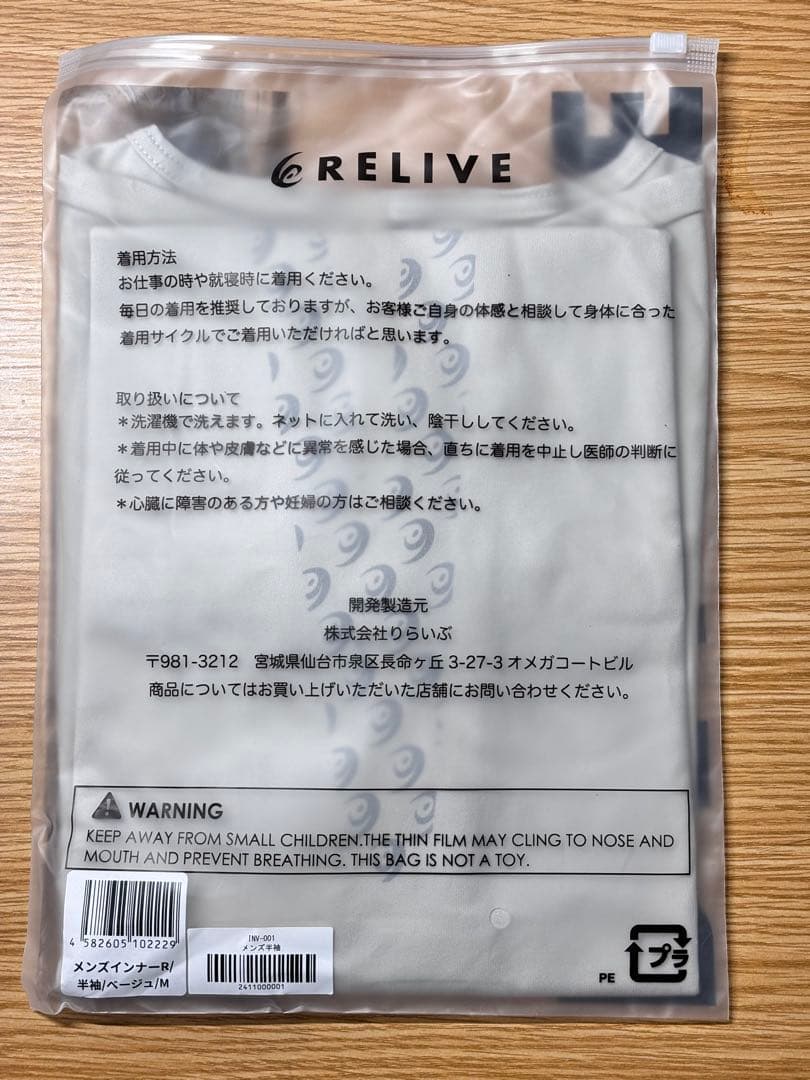 RELIVE
着用方法
お仕事の時や就寝時に着用ください。
毎日の着用を推奨しておりますが、お客様ご自身の体感と相談して身体に合った
着用サイクルでご着用いただければと思います。
取り扱いについて
＊洗濯機で洗えます。ネットに入れて洗い、陰干ししてください。
＊着用中に体や皮膚などに異常を感じた場合、直ちに着用を中止し医師の判断に
従ってください。
＊心臓に障害のある方や妊婦の方はご相談ください。
開発製造元
株式会社りらいぶ
〒981-3212　宮城県仙台市泉区長命ヶ丘 3-27-3 オメガコートビル
商品についてはお買い上げいただいた店舗にお問い合わせください。
WARNING
KEEP AWAY FROM SMALL CHILDREN.THE THIN FILM MAY CLING TO NOSE AND
MOUTH AND PREVENT BREATHING. THIS BAG IS NOT A TOY.
4 582605 102229
メンズインナーR/
半袖/ベージュ/M
INV-001
メンズ半袖
2411000001
PE
プラ